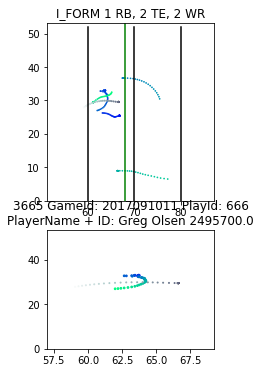 I_FORM 1 RB, 2 TE, 2 WR
50
40
30
20
10
0
60 70 80
3665 GameId: 2017091011 PlayId: 666
PlayerName + ID: Greg Olsen 2495700.0
40
20
0
57.5 60.0 62.5 65.0 67.5